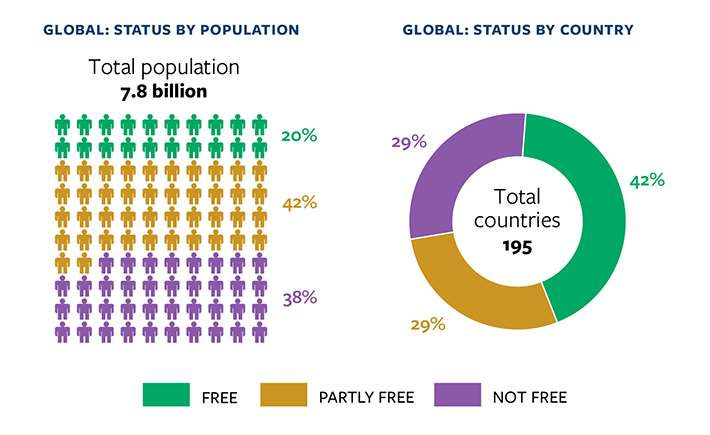 GLOBAL: STATUS BY POPULATION
Total population
7.8 billion
20%
42%
38%
GLOBAL: STATUS BY COUNTRY
29%
42%
Total
countries
195
29%
FREE
PARTLY FREE
NOT FREE